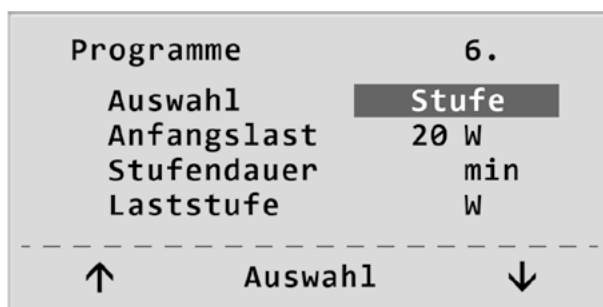 Programme 6.
Auswahl Stufe
Anfangslast 20 W
Stufendauer min
Laststufe W
↑ Auswahl ↓